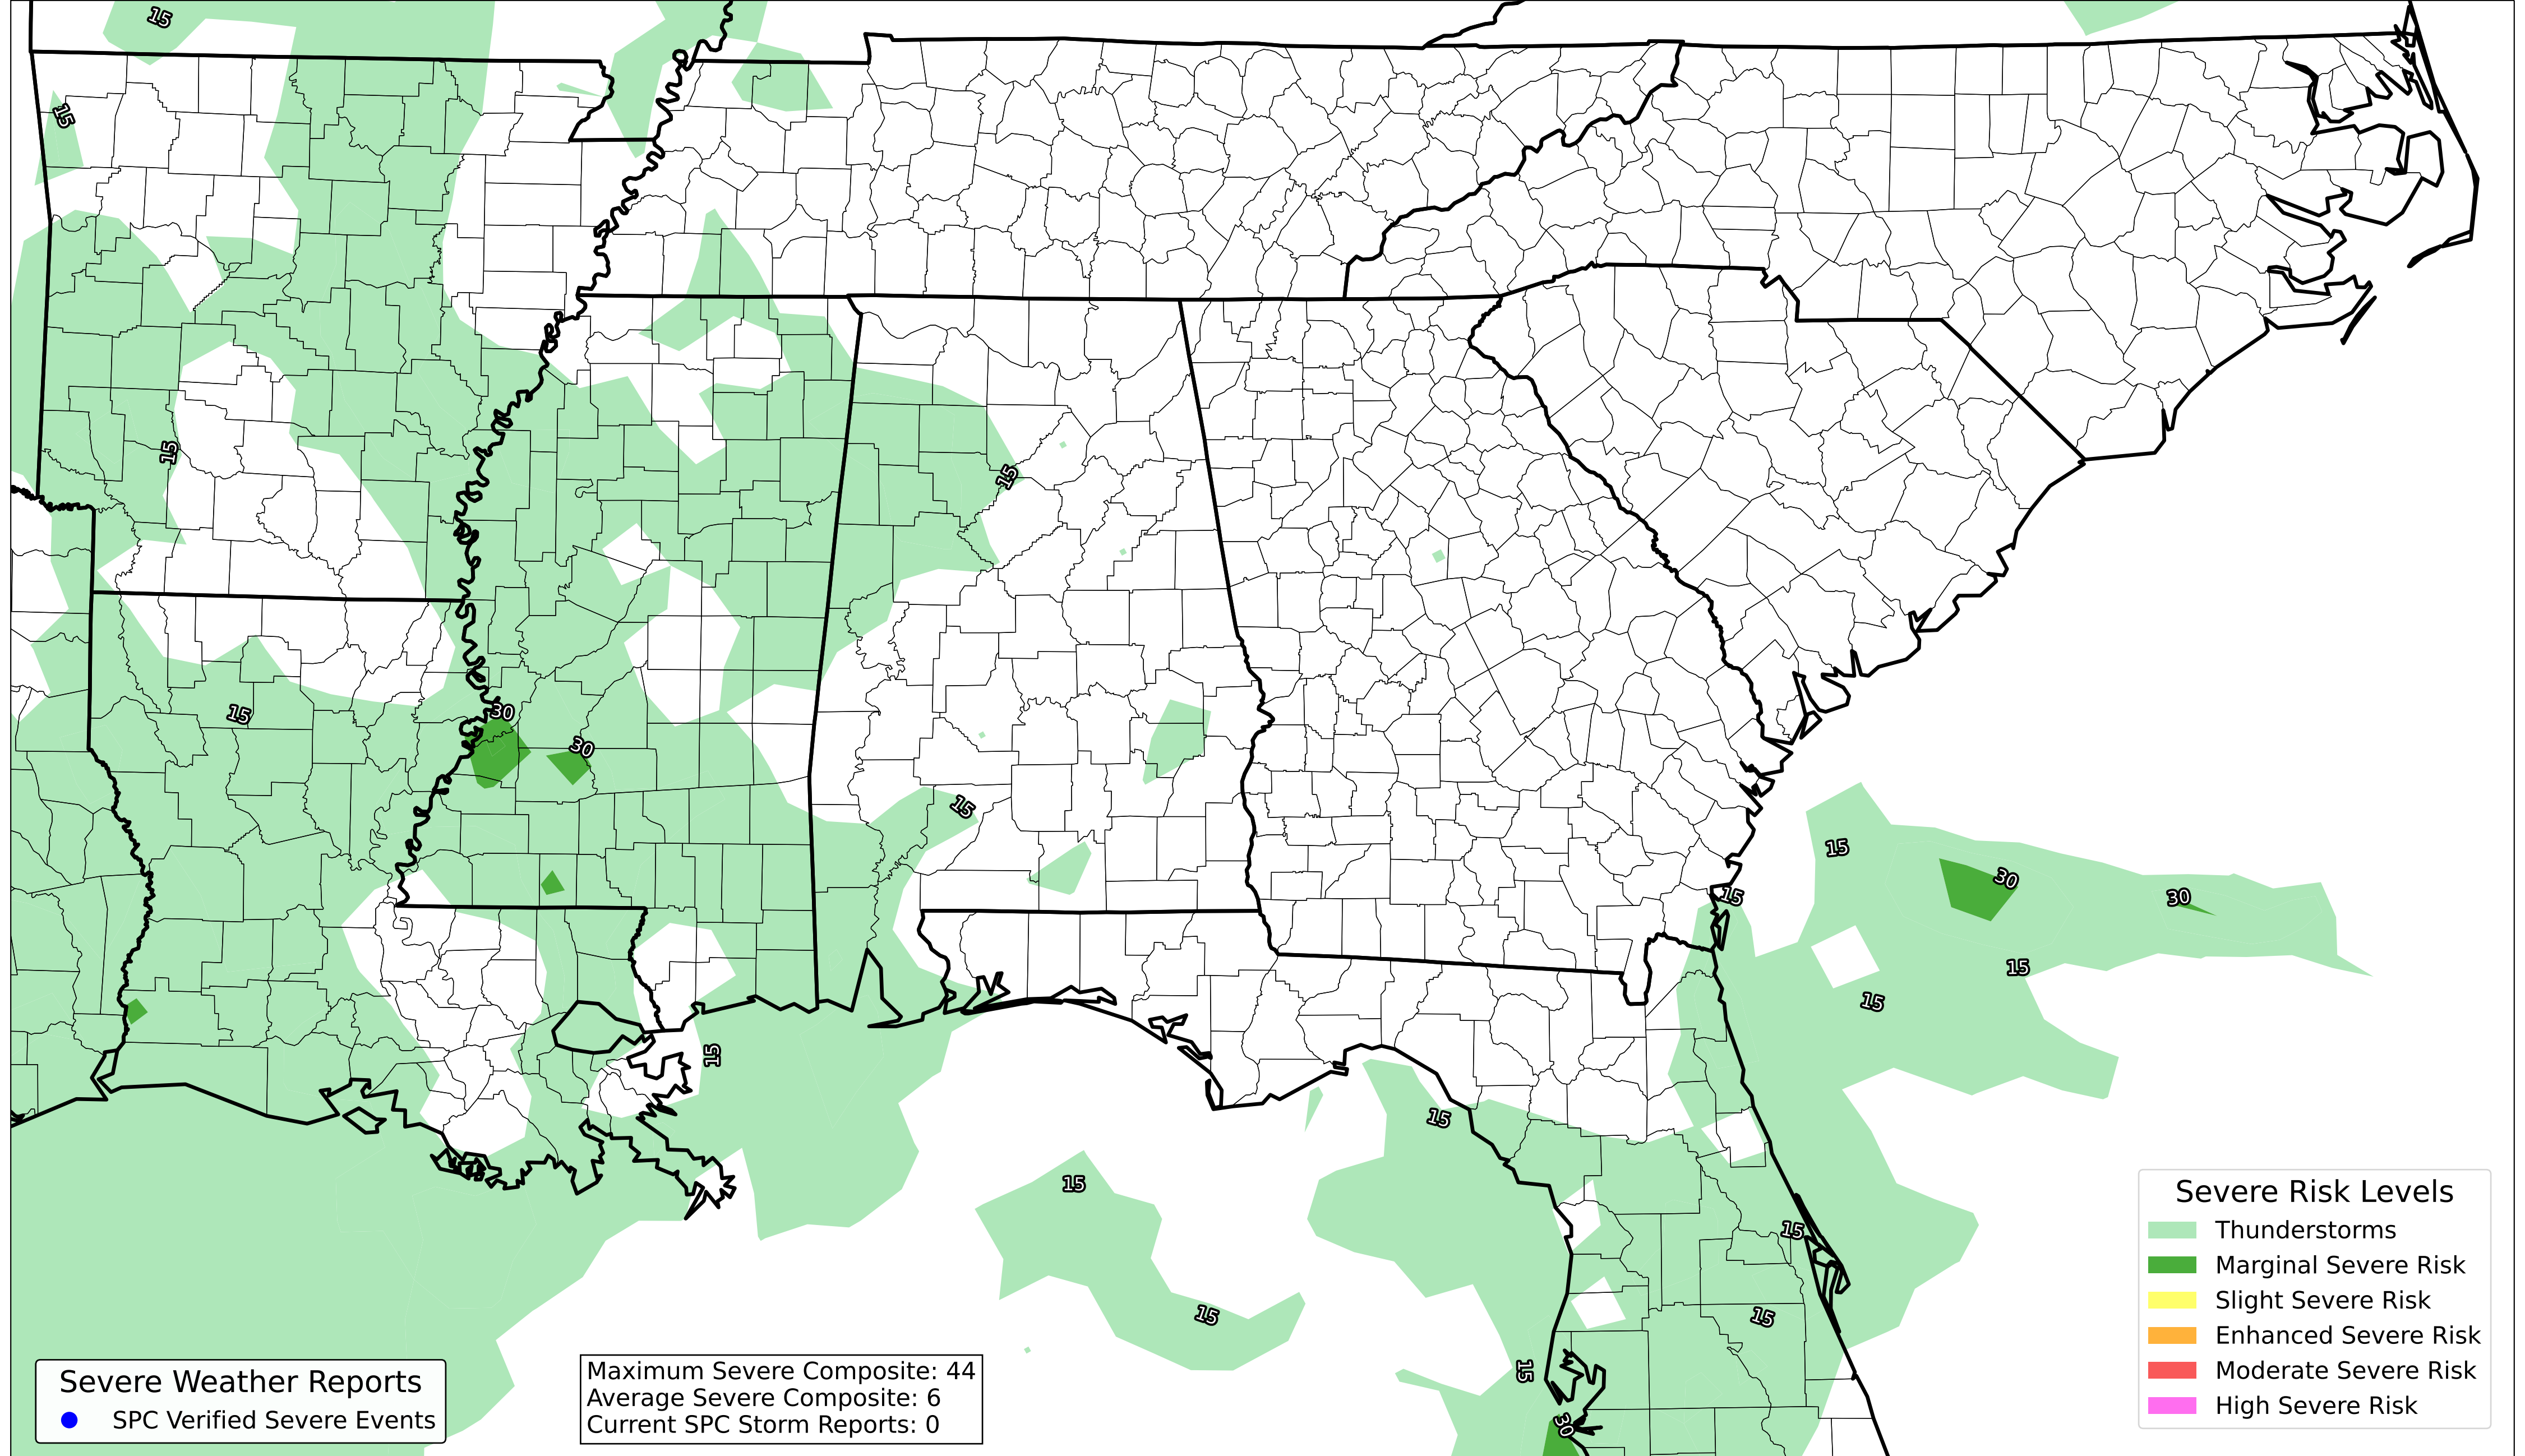 15
15
15
15
15
30
30
15
15
30
30
15
15
15
15
15
15
15
15
15
15
30
Severe Risk Levels
Thunderstorms
Marginal Severe Risk
Slight Severe Risk
Enhanced Severe Risk
Moderate Severe Risk
High Severe Risk
Severe Weather Reports
SPC Verified Severe Events
Maximum Severe Composite: 44
Average Severe Composite: 6
Current SPC Storm Reports: 0